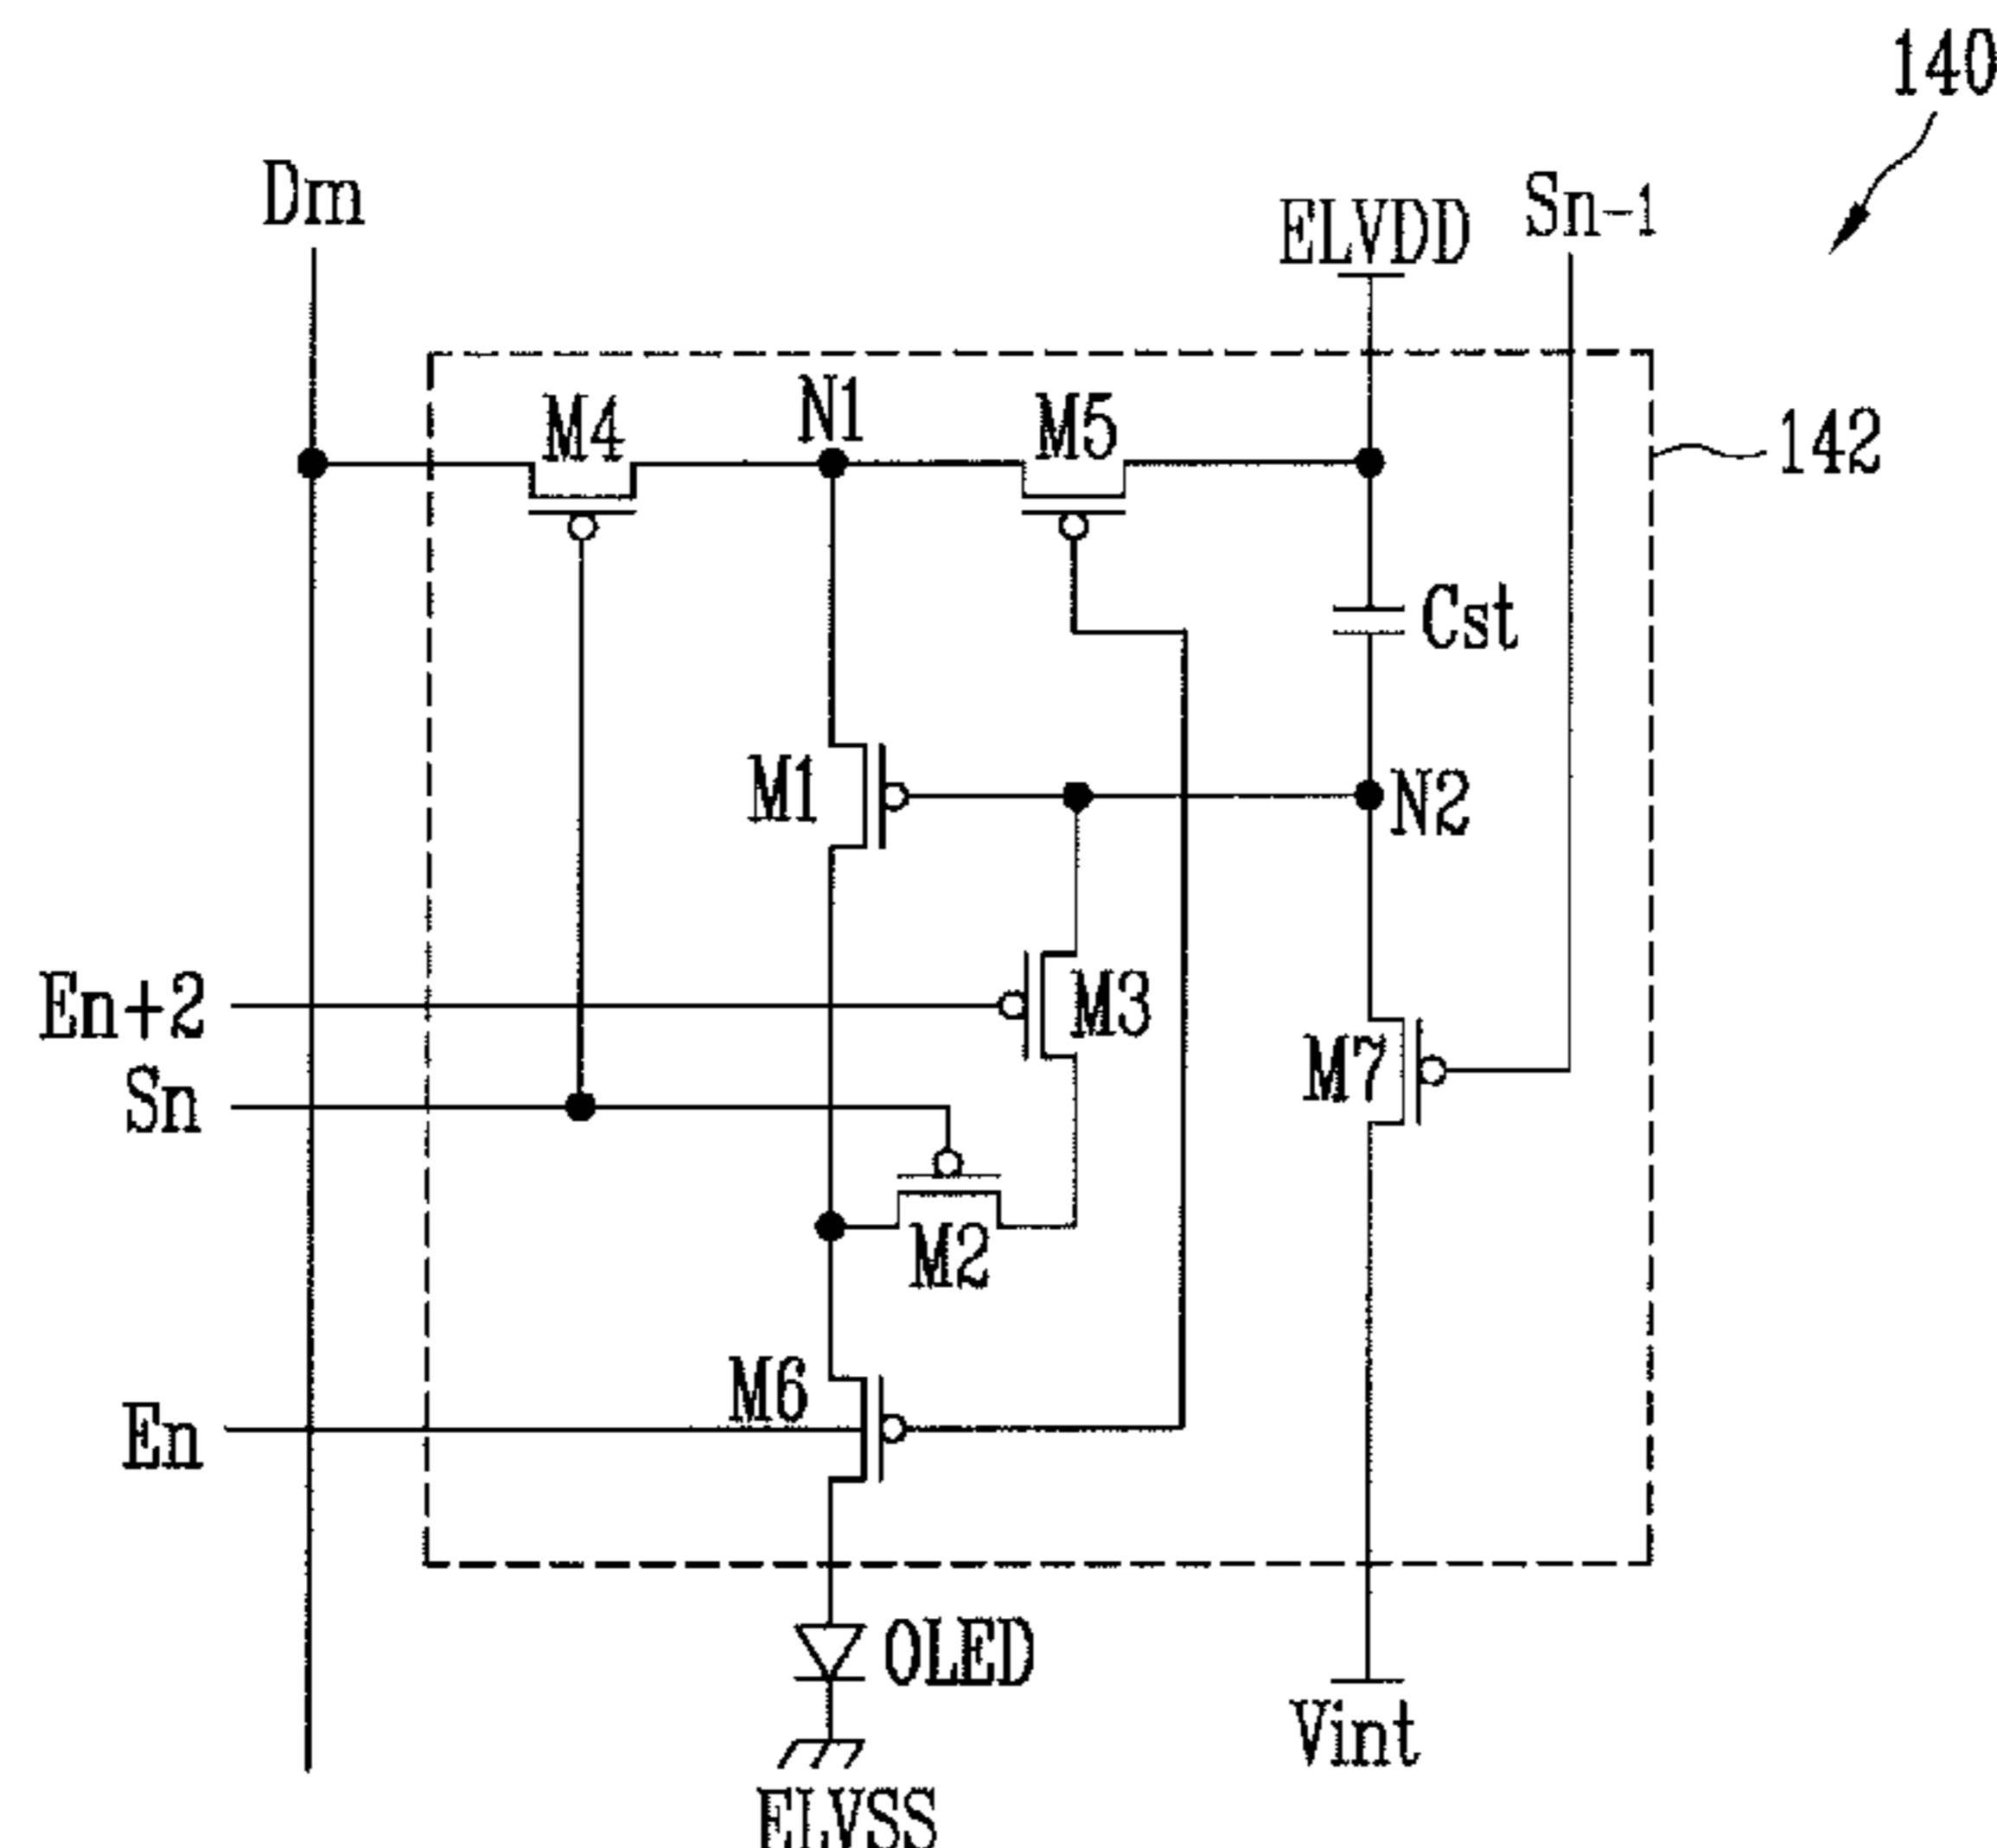 140
Dm
ELVDD
Sn-1
M4
N1
M5
142
Cst
M1
N2
En+2
M3
Sn
M7
M2
M6
En
OLED
Vint
ELVSS